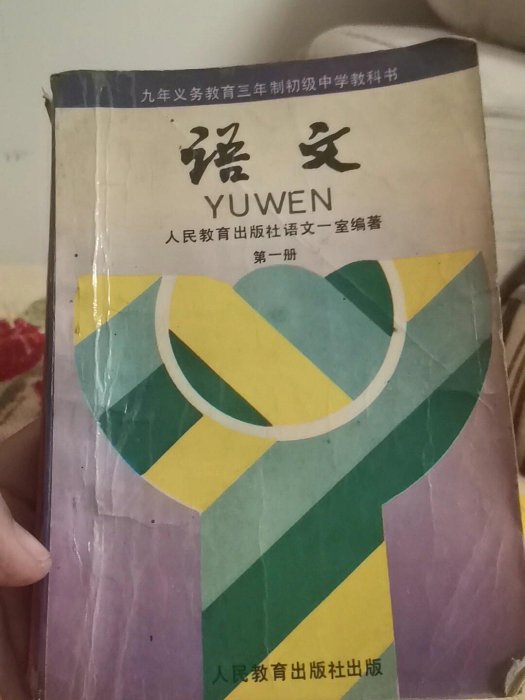 九年义务教育三年制初级中学教科书
语文
YUWEN
人民教育出版社语文一室编著
第一册
人民教育出版社出版